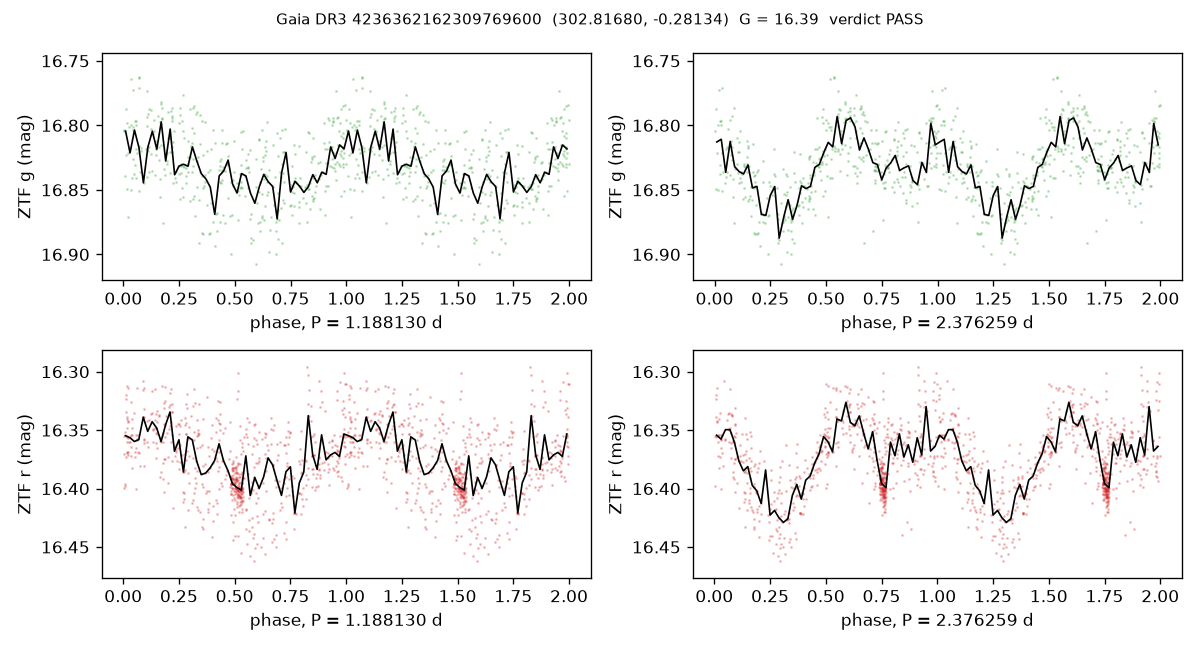 Gaia DR3 4236362162309769600 (302.81680, -0.28134) G = 16.39 verdict PASS
16.75
16.80
16.85
16.90
ZTF g (mag)
0.00 0.25 0.50 0.75 1.00 1.25 1.50 1.75 2.00
phase, P = 1.188130 d
16.75
16.80
16.85
16.90
ZTF g (mag)
0.00 0.25 0.50 0.75 1.00 1.25 1.50 1.75 2.00
phase, P = 2.376259 d
16.30
16.35
16.40
16.45
ZTF r (mag)
0.00 0.25 0.50 0.75 1.00 1.25 1.50 1.75 2.00
phase, P = 1.188130 d
16.30
16.35
16.40
16.45
ZTF r (mag)
0.00 0.25 0.50 0.75 1.00 1.25 1.50 1.75 2.00
phase, P = 2.376259 d